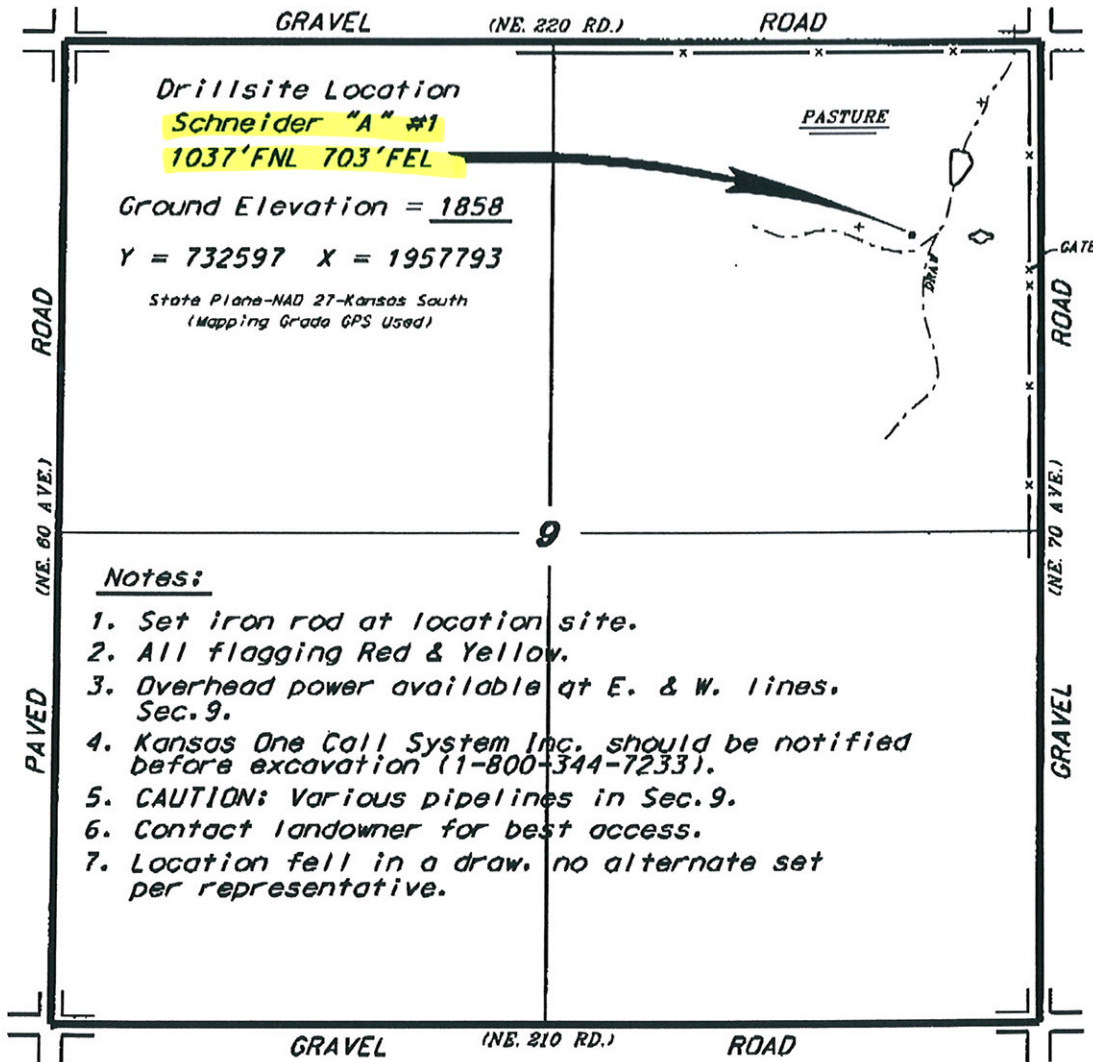 GRAVEL (NE. 220 RD.) ROAD
Drillsite Location
Schneider "A" #1
1037'FNL 703'FEL
Ground Elevation = 1858
Y = 732597 X = 1957793
State Plane-NAD 27-Kansas South
(Mapping Grade GPS Used)
PASTURE
DRAW
GATE
ROAD
(NE. 60 AVE.)
PAVED
ROAD
(NE. 70 AVE.)
GRAVEL
9
Notes:
1. Set iron rod at location site.
2. All flagging Red & Yellow.
3. Overhead power available at E. & W. lines.
Sec.9.
4. Kansas One Call System Inc. should be notified
before excavation (1-800-344-7233).
5. CAUTION: Various pipelines in Sec.9.
6. Contact landowner for best access.
7. Location fell in a draw. no alternate set
per representative.
GRAVEL (NE. 210 RD.) ROAD